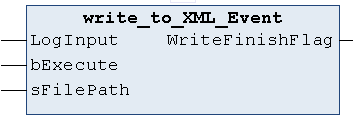 write_to_XML_Event
LogInput WriteFinishFlag
bExecute
sFilePath